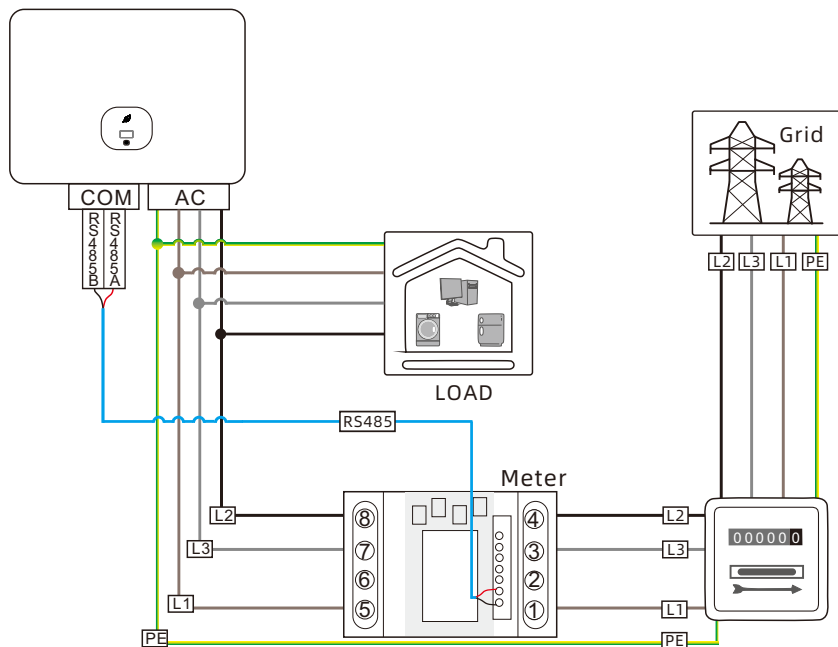 Grid
COM AC
RS485B
RS485A
L2 L3 L1 PE
LOAD
RS485
Meter
L2 8 4 L2
000000
L3 7 3 L3
6 2
L1 5 1 L1
PE PE